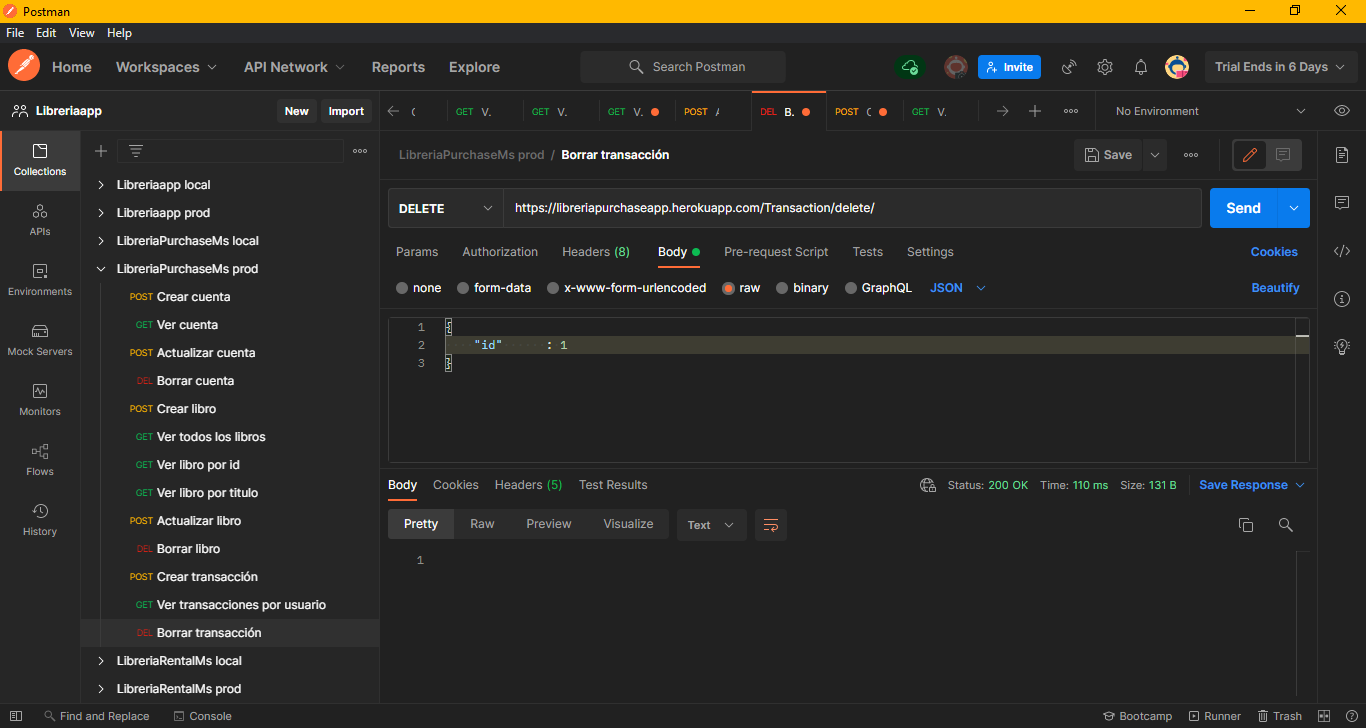 Postman
File Edit View Help
Home Workspaces API Network Reports Explore Search Postman Invite Trial Ends in 6 Days
Libreriaapp New Import
GET V. GET V. GET V. POST DEL B. POST GET V. No Environment
Collections
APIs
Environments
Mock Servers
Monitors
Flows
History
Libreriaapp local
Libreriaapp prod
LibreriaPurchaseMs local
LibreriaPurchaseMs prod
POST Crear cuenta
GET Ver cuenta
POST Actualizar cuenta
DEL Borrar cuenta
POST Crear libro
GET Ver todos los libros
GET Ver libro por id
GET Ver libro por titulo
POST Actualizar libro
DEL Borrar libro
POST Crear transacción
GET Ver transacciones por usuario
DEL Borrar transacción
LibreriaRentalMs local
LibreriaRentalMs prod
LibreriaPurchaseMs prod / Borrar transacción Save
DELETE https://libreriapurchaseapp.herokuapp.com/Transaction/delete/ Send
Params Authorization Headers (8) Body Pre-request Script Tests Settings Cookies
none form-data x-www-form-urlencoded raw binary GraphQL JSON Beautify
1 {
2 "id" : 1
3 }
Body Cookies Headers (5) Test Results Status: 200 OK Time: 110 ms Size: 131 B Save Response
Pretty Raw Preview Visualize Text
1
Find and Replace Console Bootcamp Runner Trash